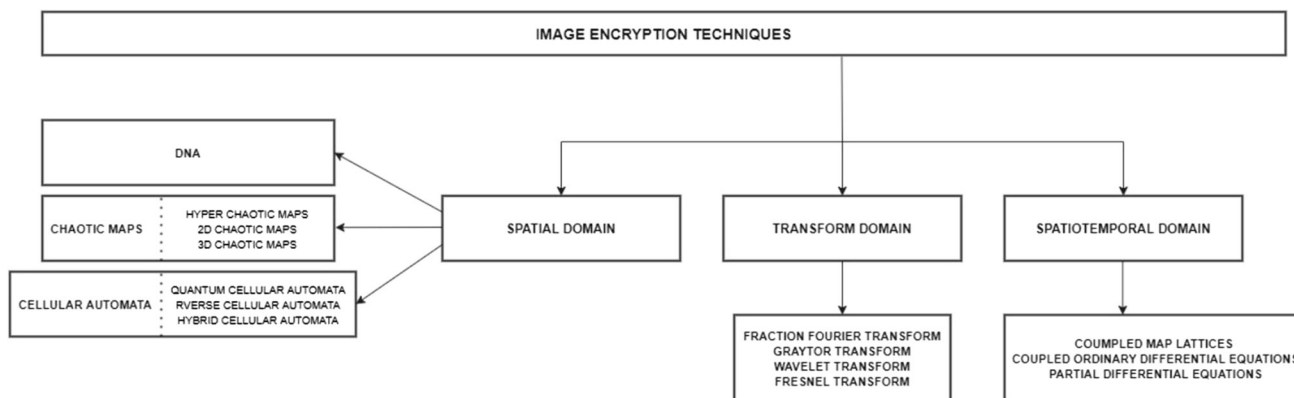 IMAGE ENCRYPTION TECHNIQUES
DNA
CHAOTIC MAPS
HYPER CHAOTIC MAPS
2D CHAOTIC MAPS
3D CHAOTIC MAPS
CELLULAR AUTOMATA
QUANTUM CELLULAR AUTOMATA
RVERSE CELLULAR AUTOMATA
HYBRID CELLULAR AUTOMATA
SPATIAL DOMAIN
TRANSFORM DOMAIN
SPATIOTEMPORAL DOMAIN
FRACTION FOURIER TRANSFORM
GRAYTOR TRANSFORM
WAVELET TRANSFORM
FRESNEL TRANSFORM
COUMPLED MAP LATTICES
COUPLED ORDINARY DIFFERENTIAL EQUATIONS
PARTIAL DIFFERENTIAL EQUATIONS